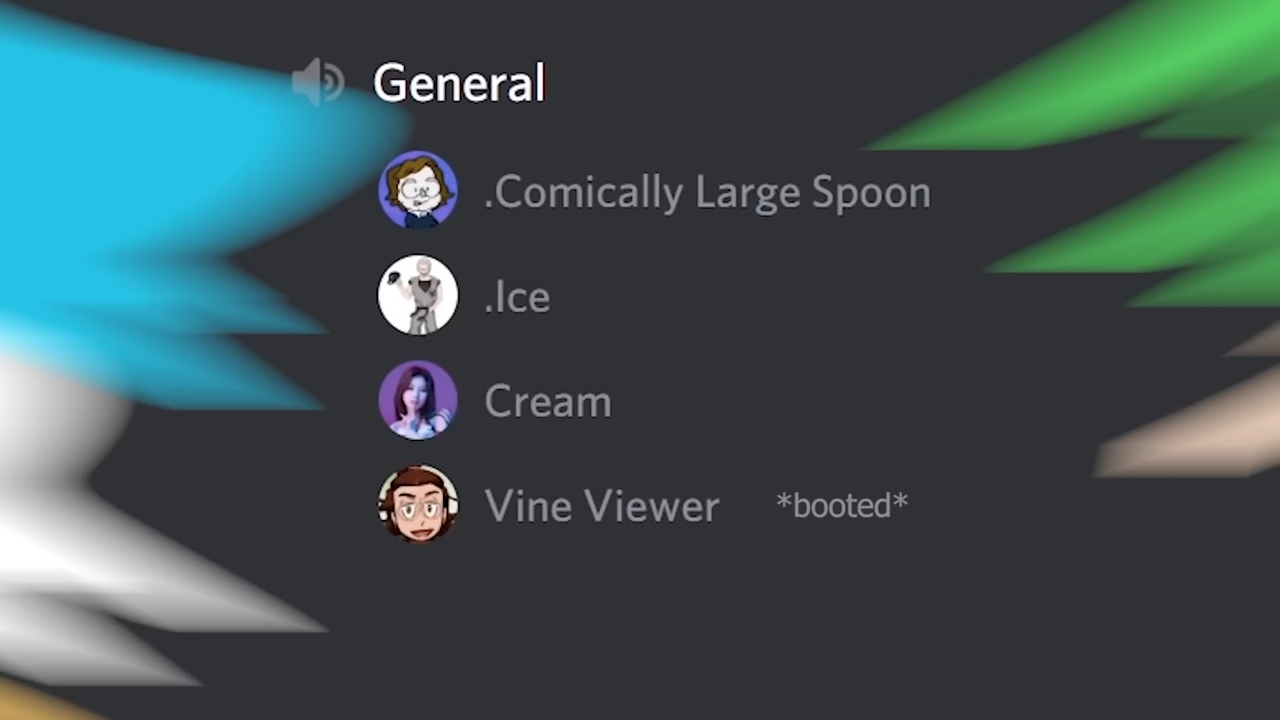 General
.Comically Large Spoon
.Ice
Cream
Vine Viewer *booted*